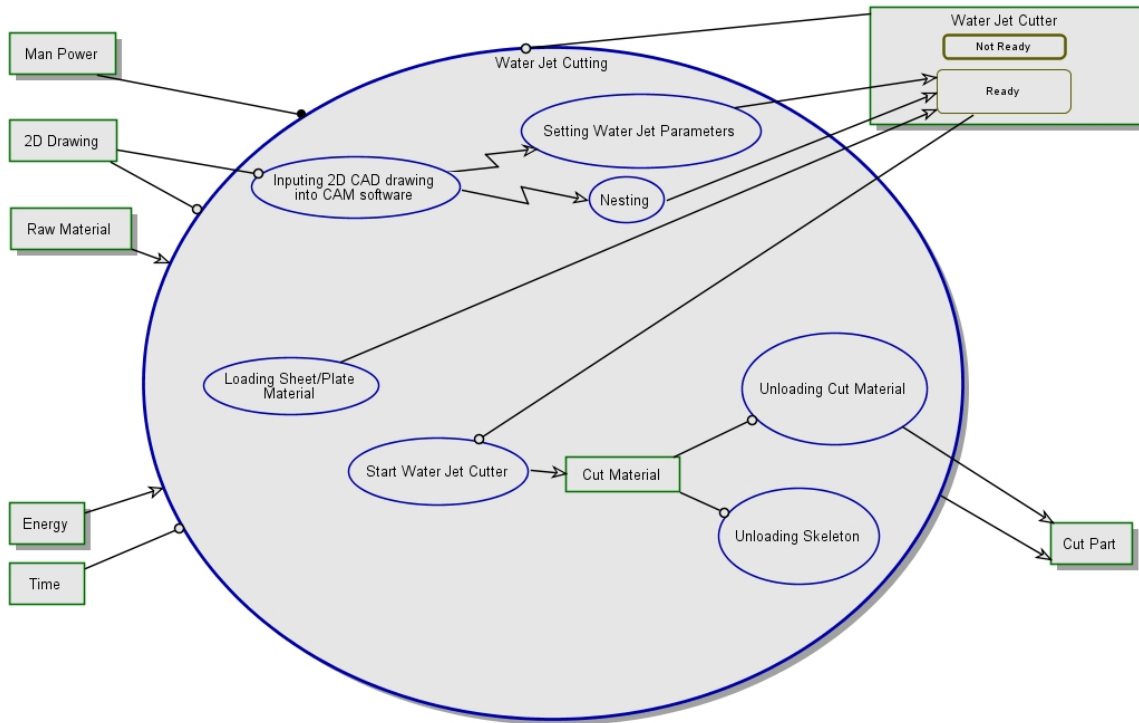 Water Jet Cutter
Not Ready
Ready
Man Power
Water Jet Cutting
2D Drawing
Setting Water Jet Parameters
Inputing 2D CAD drawing
into CAM software
Nesting
Raw Material
Loading Sheet/Plate
Material
Unloading Cut Material
Start Water Jet Cutter
Cut Material
Energy
Unloading Skeleton
Cut Part
Time